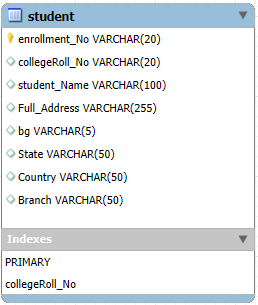 student
enrollment_No VARCHAR(20)
collegeRoll_No VARCHAR(20)
student_Name VARCHAR(100)
Full_Address VARCHAR(255)
bg VARCHAR(5)
State VARCHAR(50)
Country VARCHAR(50)
Branch VARCHAR(50)
Indexes
PRIMARY
collegeRoll_No